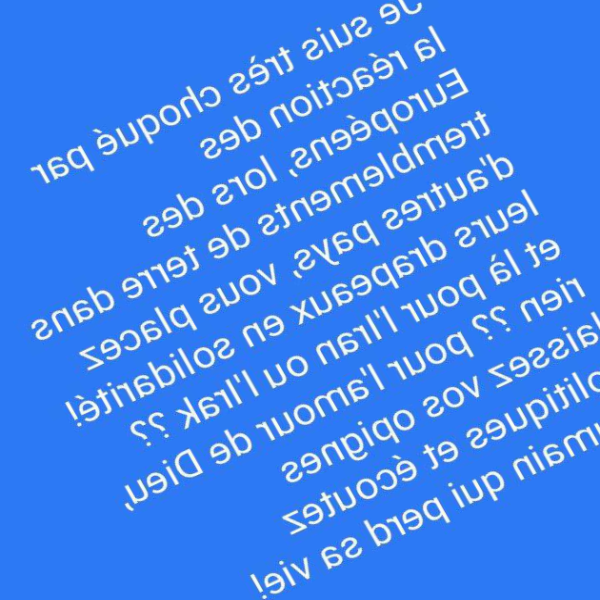 Je suis très choqué par
la réaction des
Européens, lors des
tremblements de terre dans
d'autres pays, vous placez
leurs drapeaux en solidarité!
et là pour l'Iran ou l'Irak ??
rien ?? pour l'amour de Dieu,
laissez vos opignes
politiques et écoutez
qui perd sa vie!